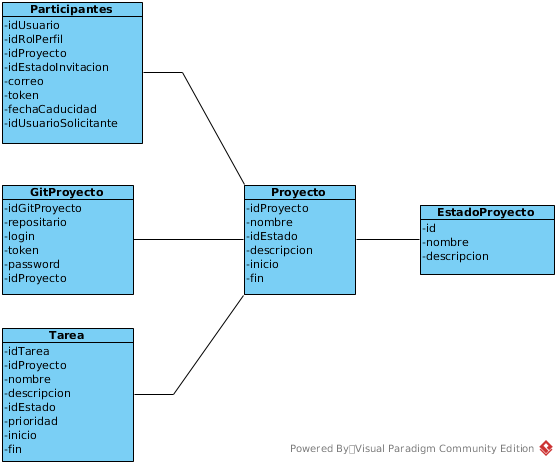 Participantes
-idUsuario
-idRolPerfil
-idProyecto
-idEstadoInvitacion
-correo
-token
-fechaCaducidad
-idUsuarioSolicitante
GitProyecto
-idGitProyecto
-repositario
-login
-token
-password
-idProyecto
Proyecto
-idProyecto
-nombre
-idEstado
-descripcion
-inicio
-fin
EstadoProyecto
-id
-nombre
-descripcion
Tarea
-idTarea
-idProyecto
-nombre
-descripcion
-idEstado
-prioridad
-inicio
-fin
Powered By Visual Paradigm Community Edition